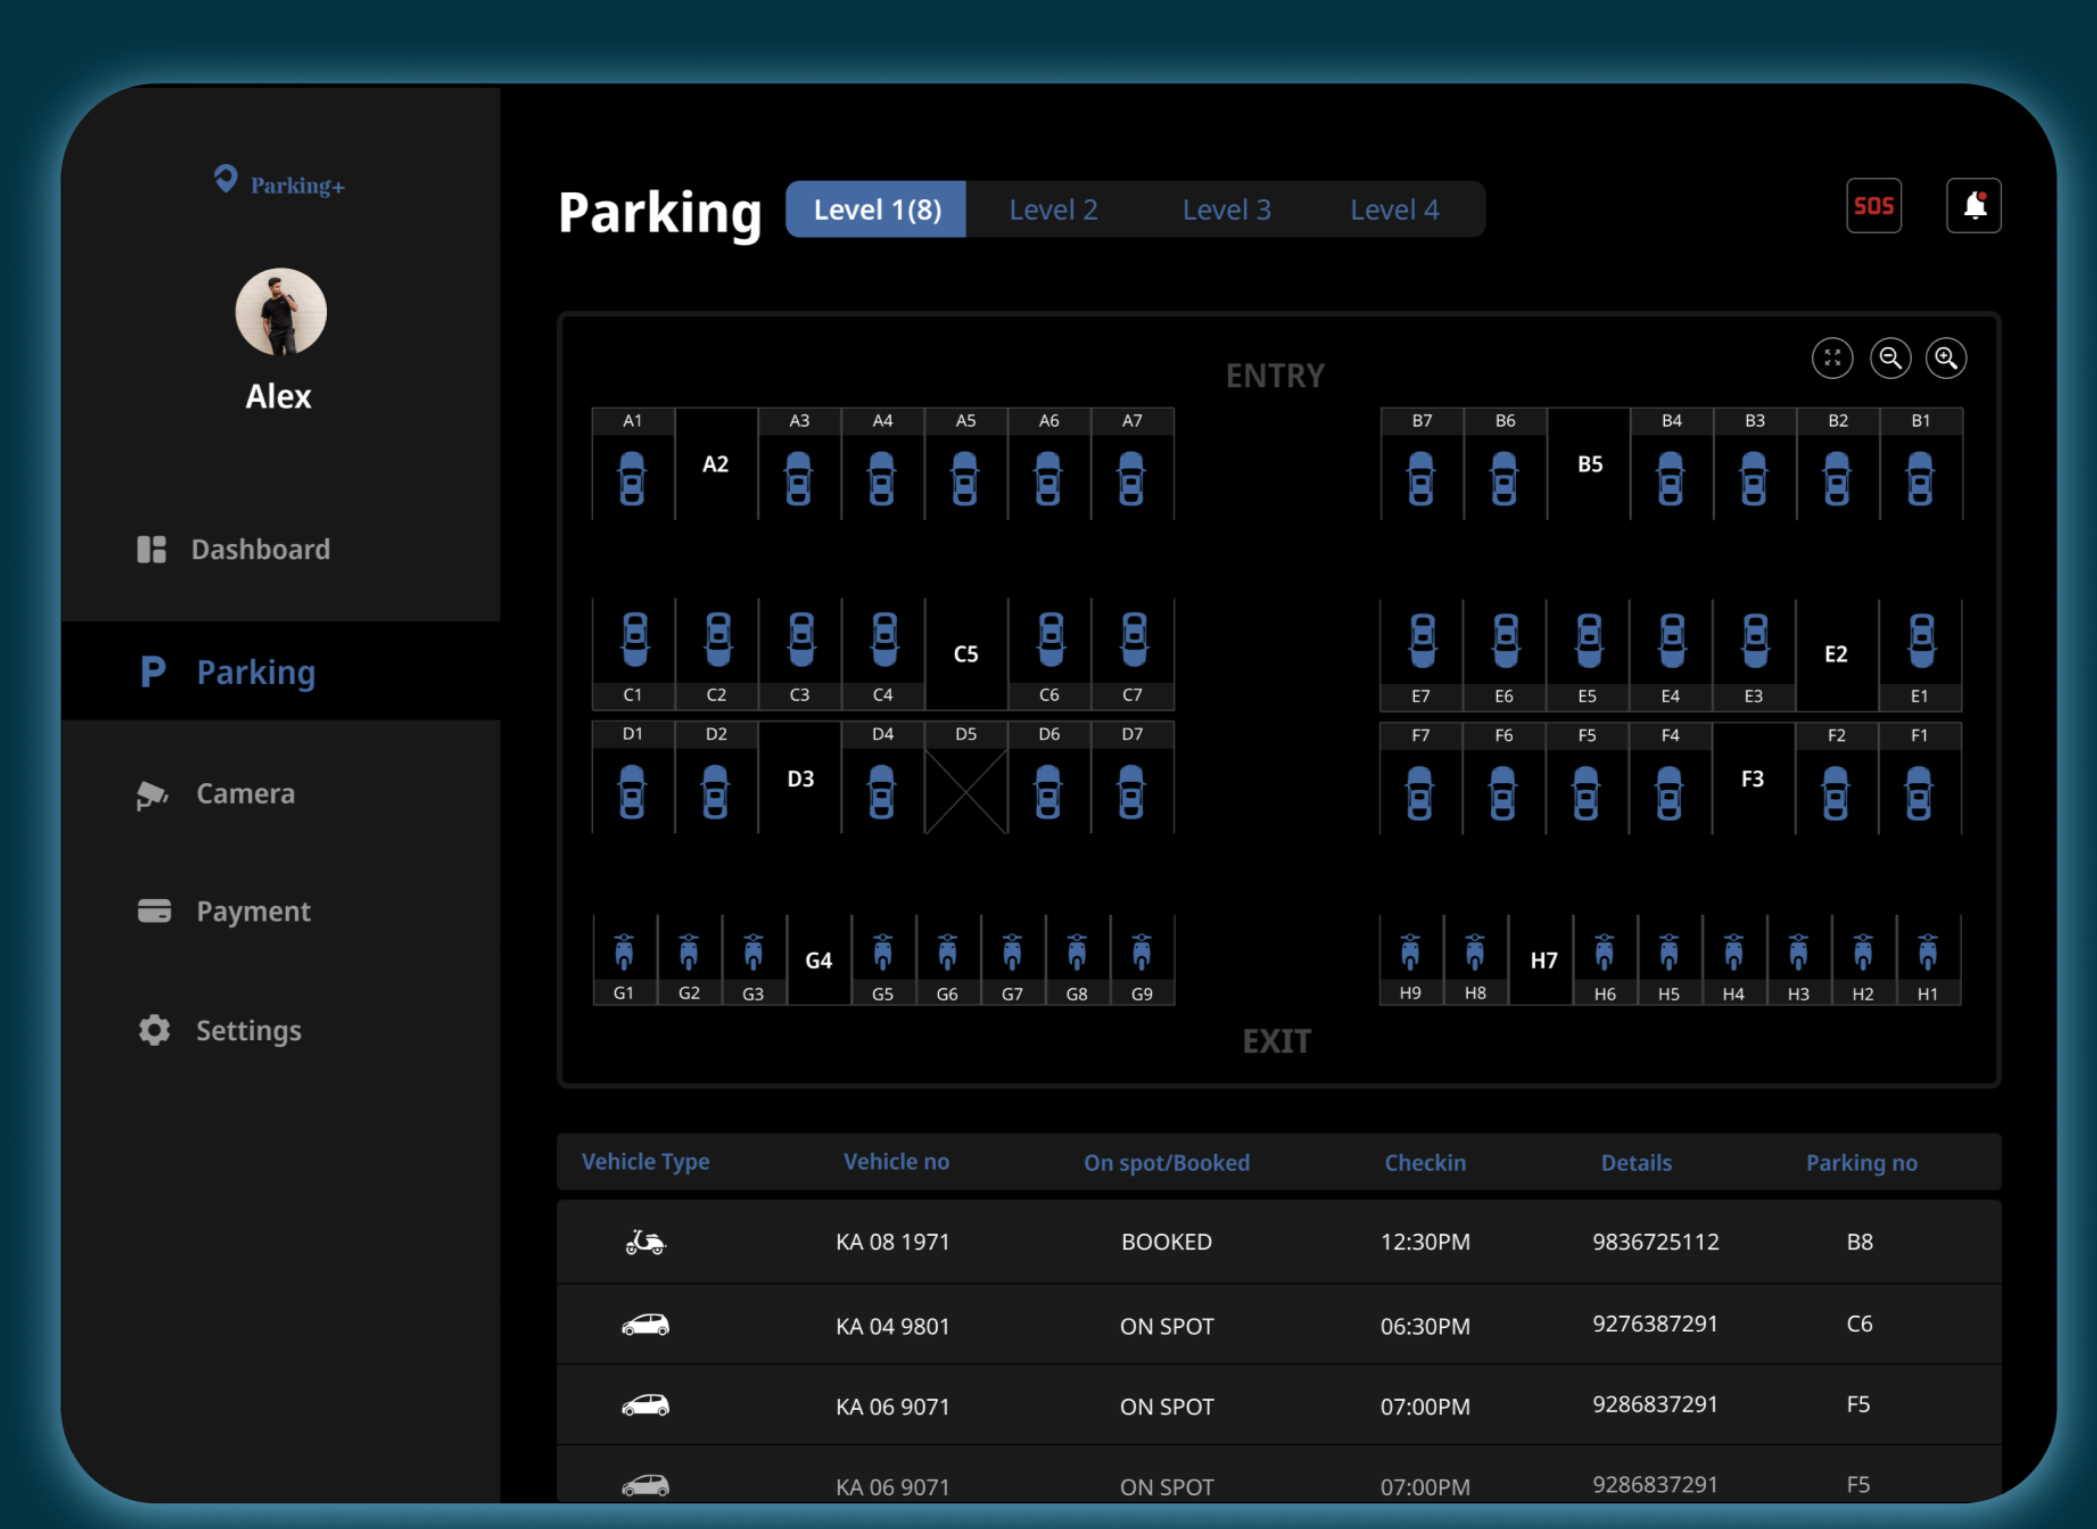 Parking+
Alex
Dashboard
Parking
Camera
Payment
Settings
Parking
Level 1(8) Level 2 Level 3 Level 4
SOS
ENTRY
A1 A2 A3 A4 A5 A6 A7
B7 B6 B5 B4 B3 B2 B1
C1 C2 C3 C4 C5 C6 C7
E7 E6 E5 E4 E3 E2 E1
D1 D2 D3 D4 D5 D6 D7
F7 F6 F5 F4 F3 F2 F1
G1 G2 G3 G4 G5 G6 G7 G8 G9
H9 H8 H7 H6 H5 H4 H3 H2 H1
EXIT
Vehicle Type Vehicle no On spot/Booked Checkin Details Parking no
KA 08 1971 BOOKED 12:30PM 9836725112 B8
KA 04 9801 ON SPOT 06:30PM 9276387291 C6
KA 06 9071 ON SPOT 07:00PM 9286837291 F5
KA 06 9071 ON SPOT 07:00PM 9286837291 F5